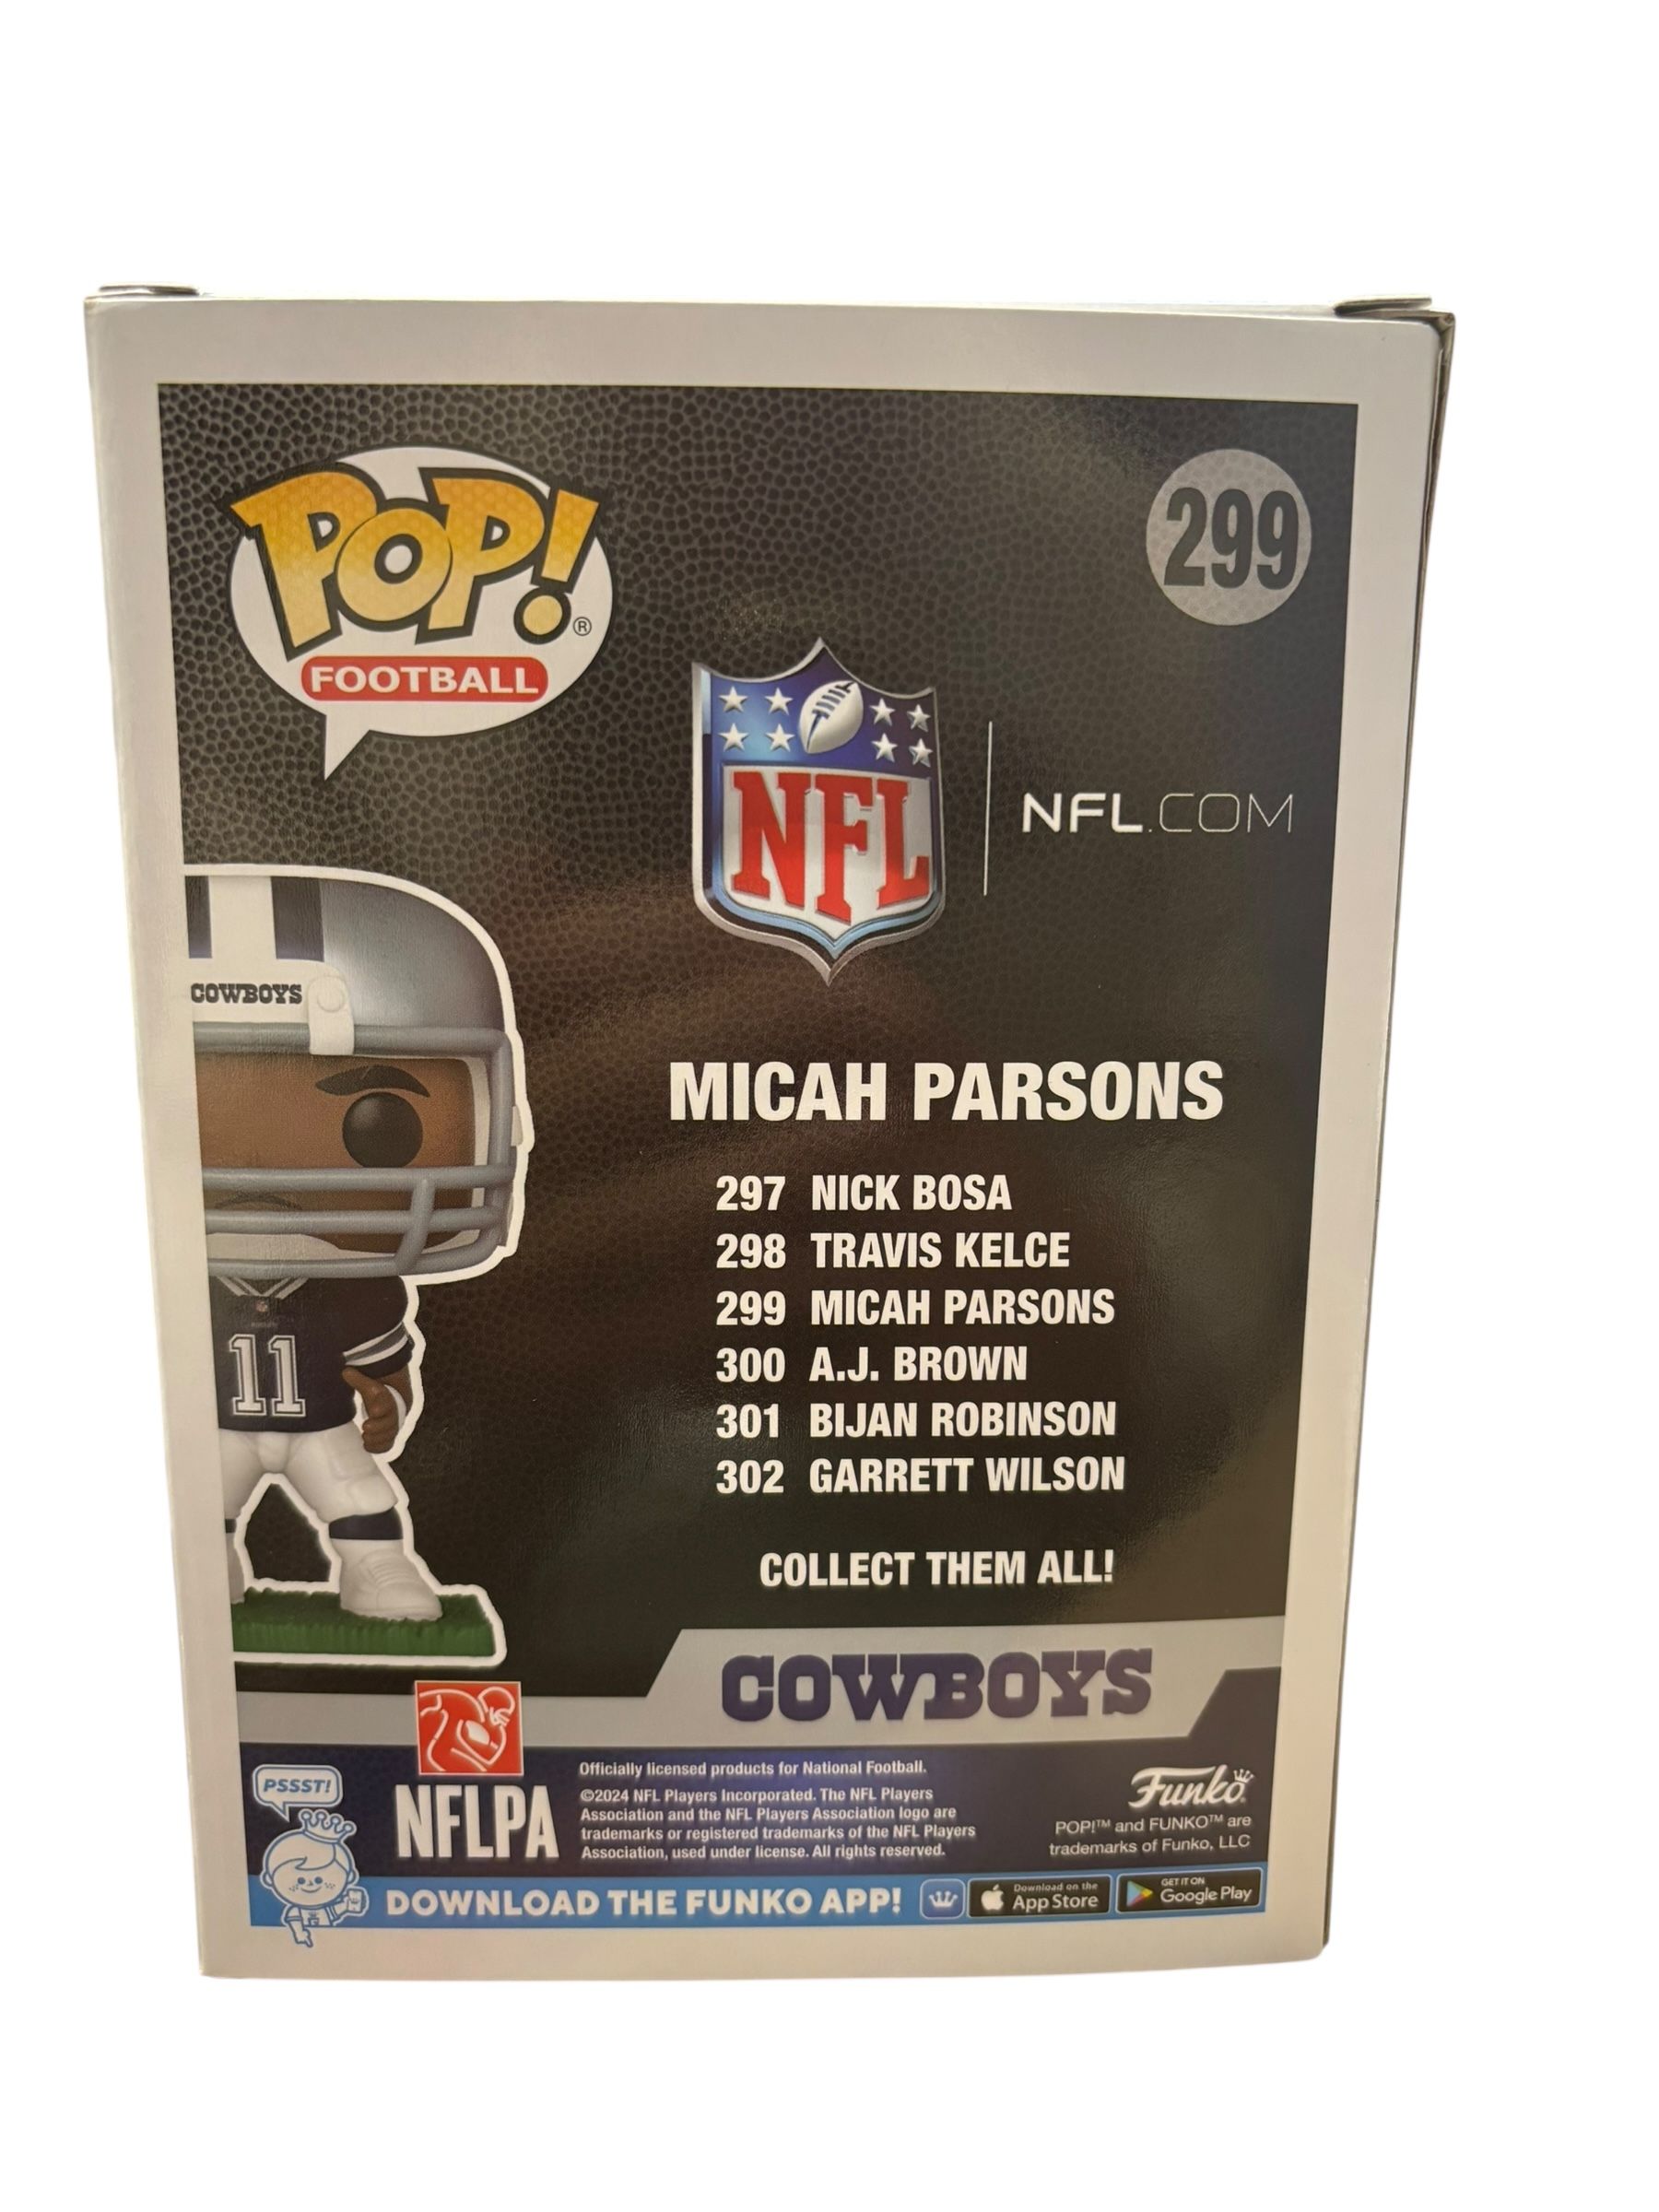 POP!®
FOOTBALL
299
NFL
NFL.COM
COWBOYS
11
MICAH PARSONS
297 NICK BOSA
298 TRAVIS KELCE
299 MICAH PARSONS
300 A.J. BROWN
301 BIJAN ROBINSON
302 GARRETT WILSON
COLLECT THEM ALL!
COWBOYS
PSSST!
NFLPA
Officially licensed products for National Football.
©2024 NFL Players Incorporated. The NFL Players
Association and the NFL Players Association logo are
trademarks or registered trademarks of the NFL Players
Association, used under license. All rights reserved.
Funko
POP!™ and FUNKO™ are
trademarks of Funko, LLC
DOWNLOAD THE FUNKO APP!
Download on the
App Store
GET IT ON
Google Play